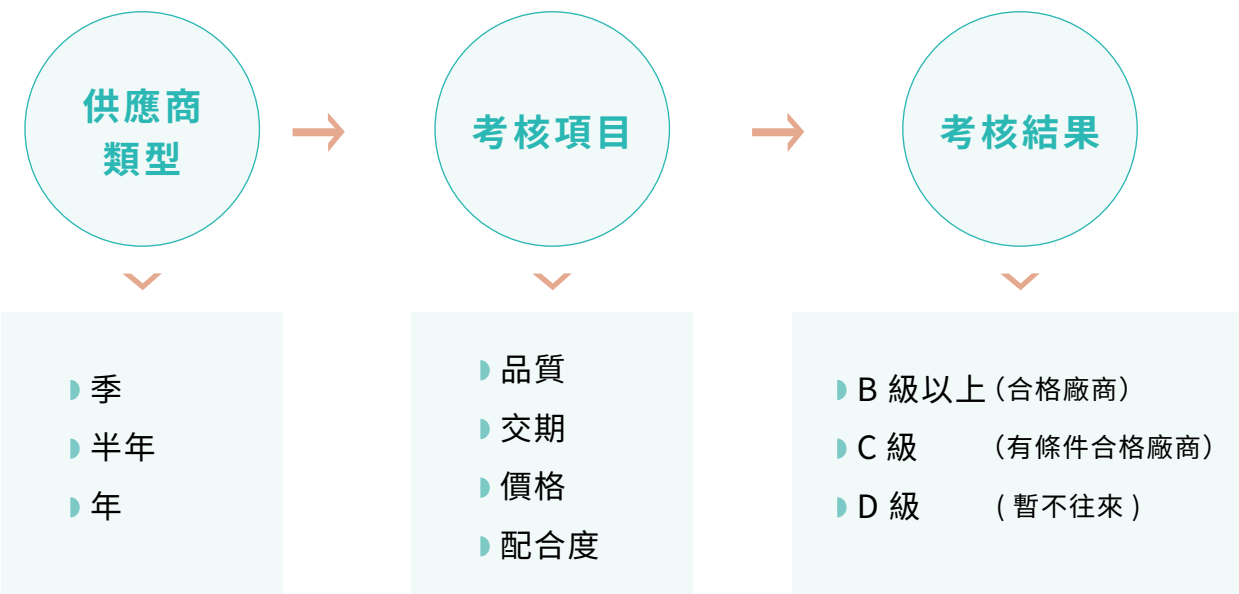 供應商
類型
考核項目
考核結果
季
半年
年
品質
交期
價格
配合度
B 級以上（合格廠商）
C 級（有條件合格廠商）
D 級 ( 暫不往來 )